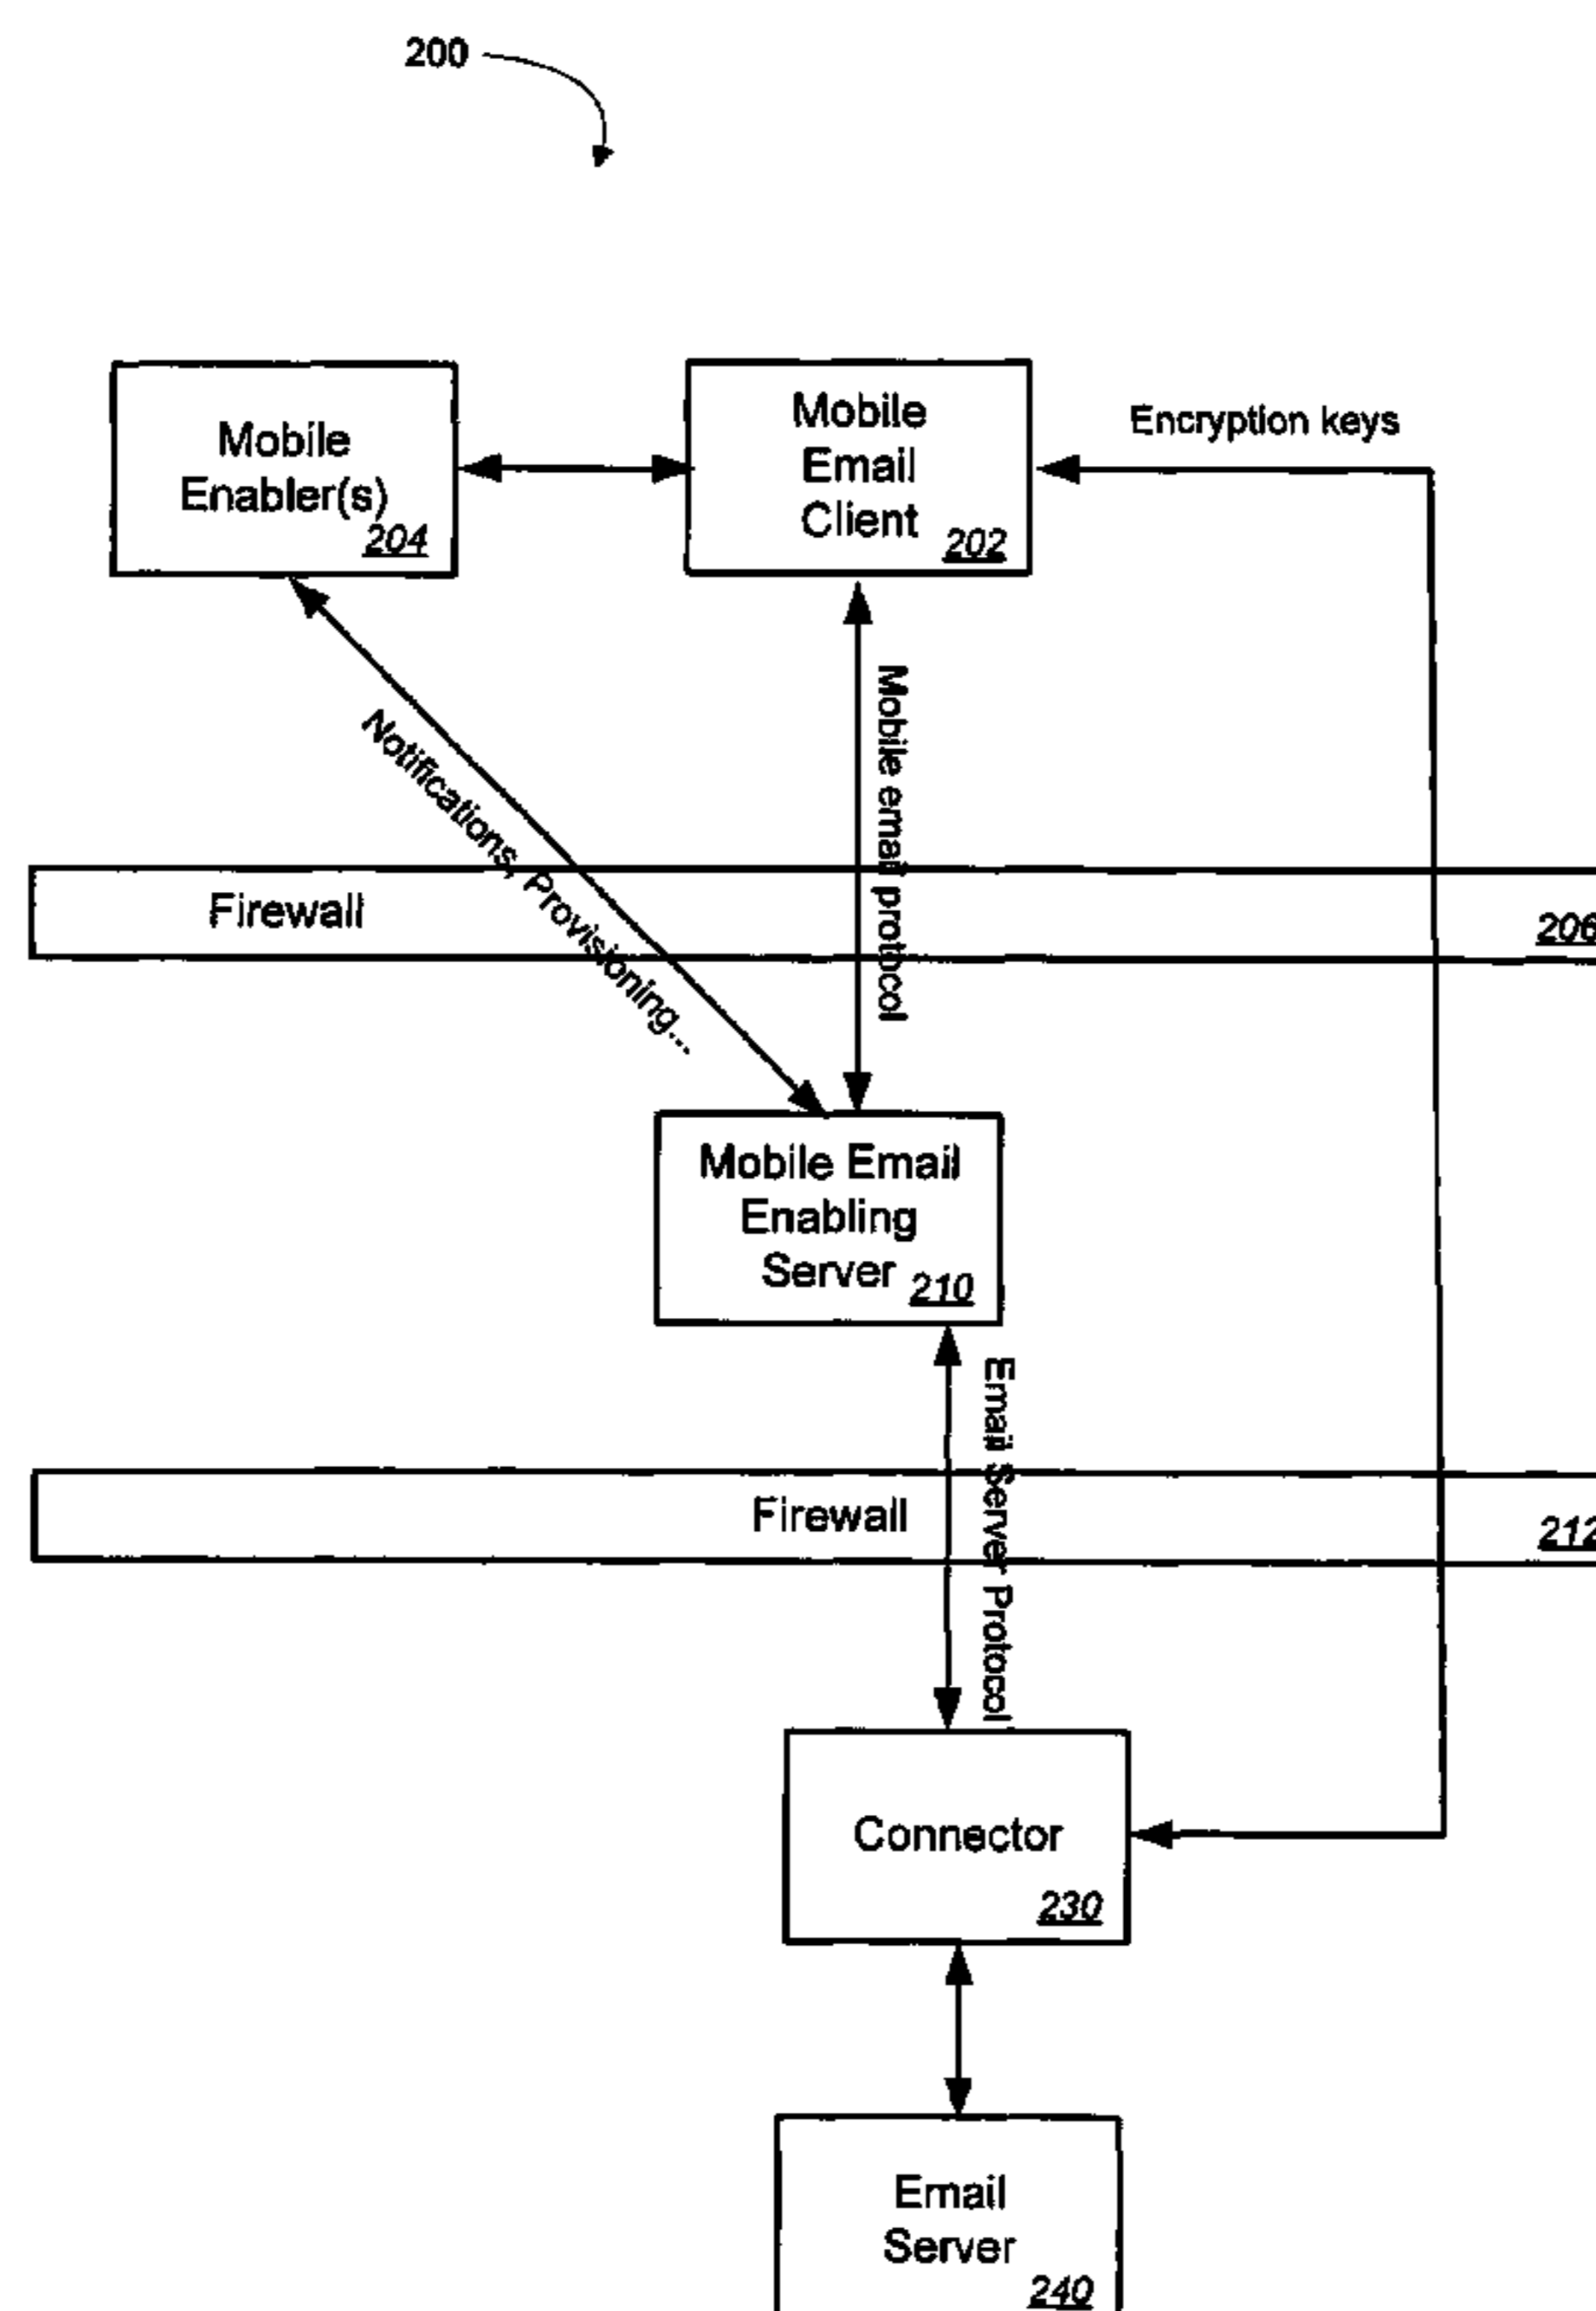 200
Mobile
Enabler(s)
204
Mobile
Email
Client
202
Encryption keys
Notifications, Provisioning...
Mobile email protocol
Firewall
206
Mobile Email
Enabling
Server
210
Email Server Protocol
Firewall
212
Connector
230
Email
Server
240